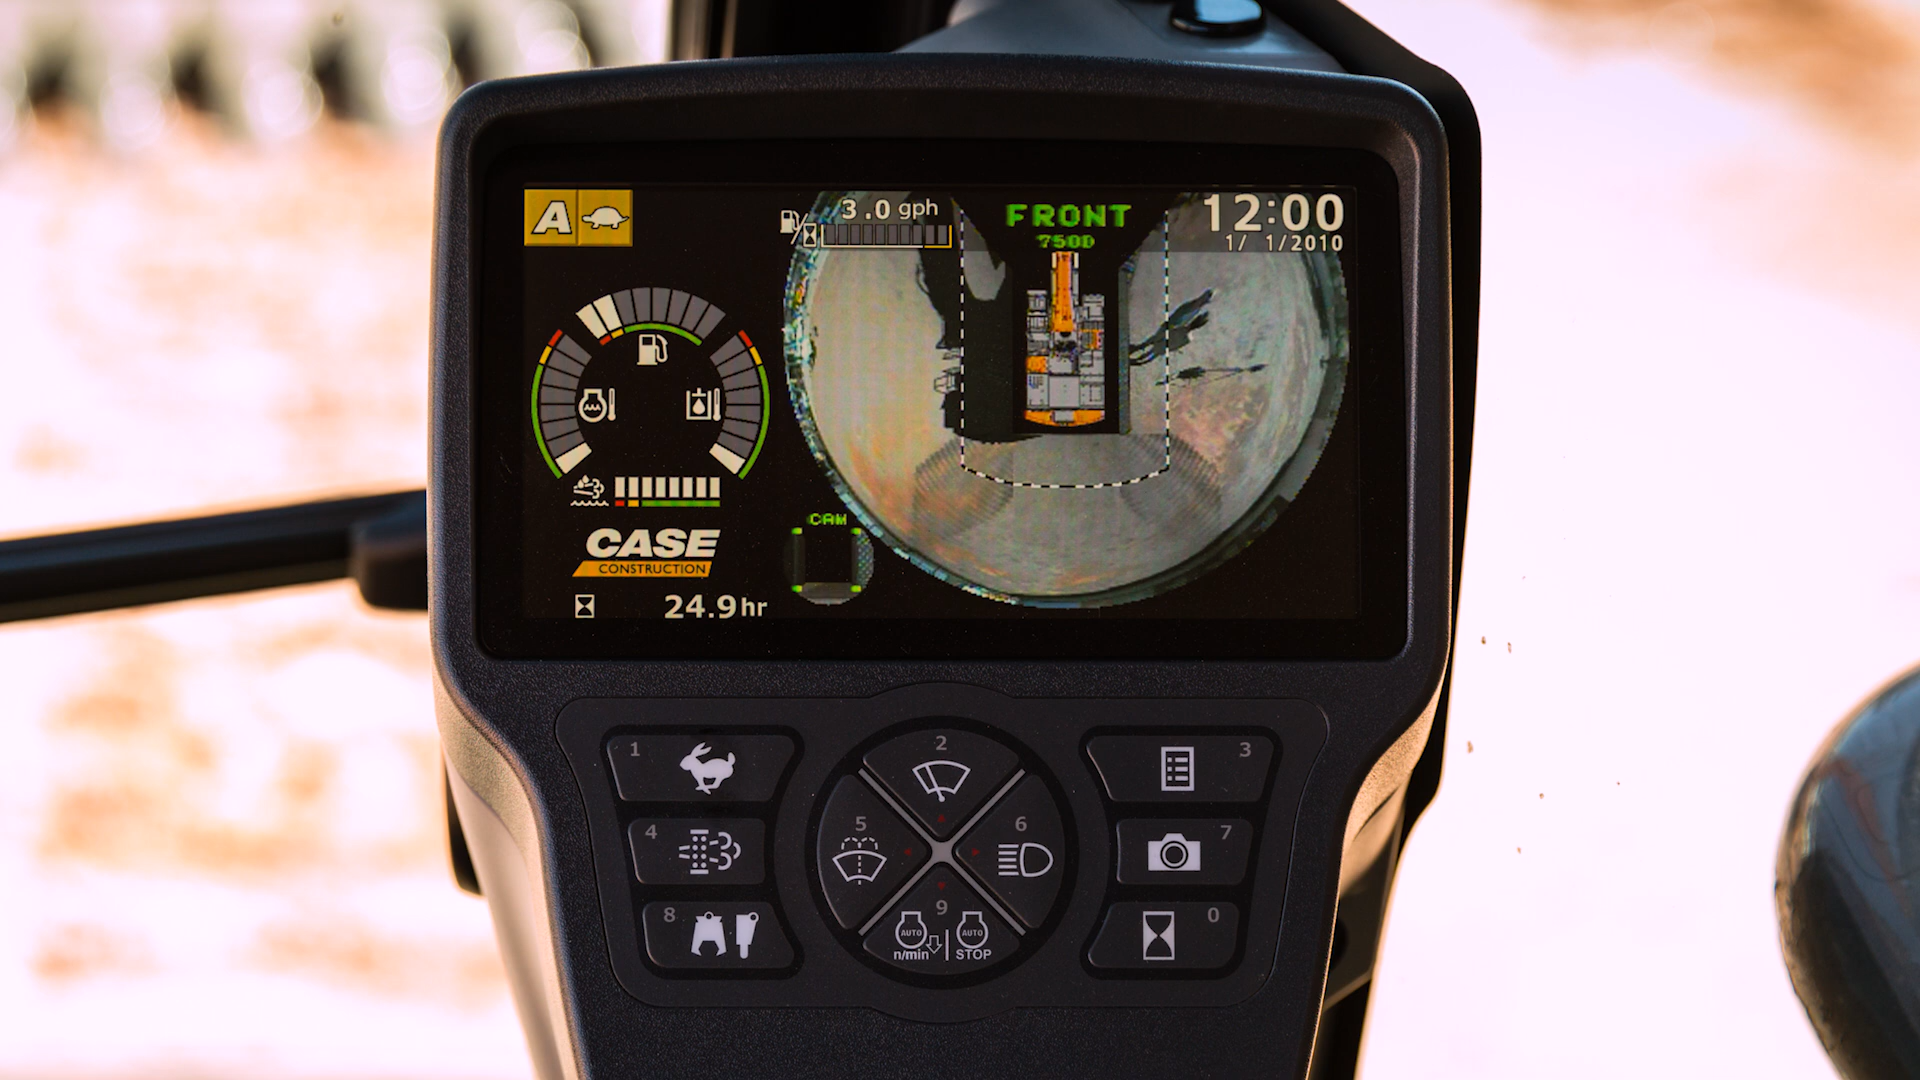 A
3.0 gph
FRONT
750D
12:00
1/ 1/2010
CAM
CASE
CONSTRUCTION
24.9hr
1
2
3
4
5
6
7
8
9
0
AUTO
AUTO
n/min
STOP